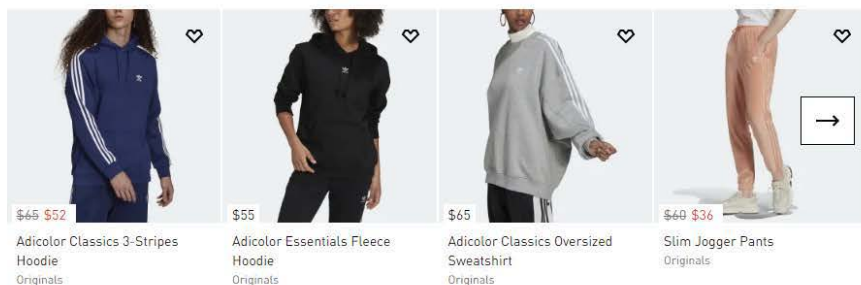 $65 $52
Adicolor Classics 3-Stripes
Hoodie
Originals
$55
Adicolor Essentials Fleece
Hoodie
Originals
$65
Adicolor Classics Oversized
Sweatshirt
Originals
$60 $36
Slim Jogger Pants
Originals